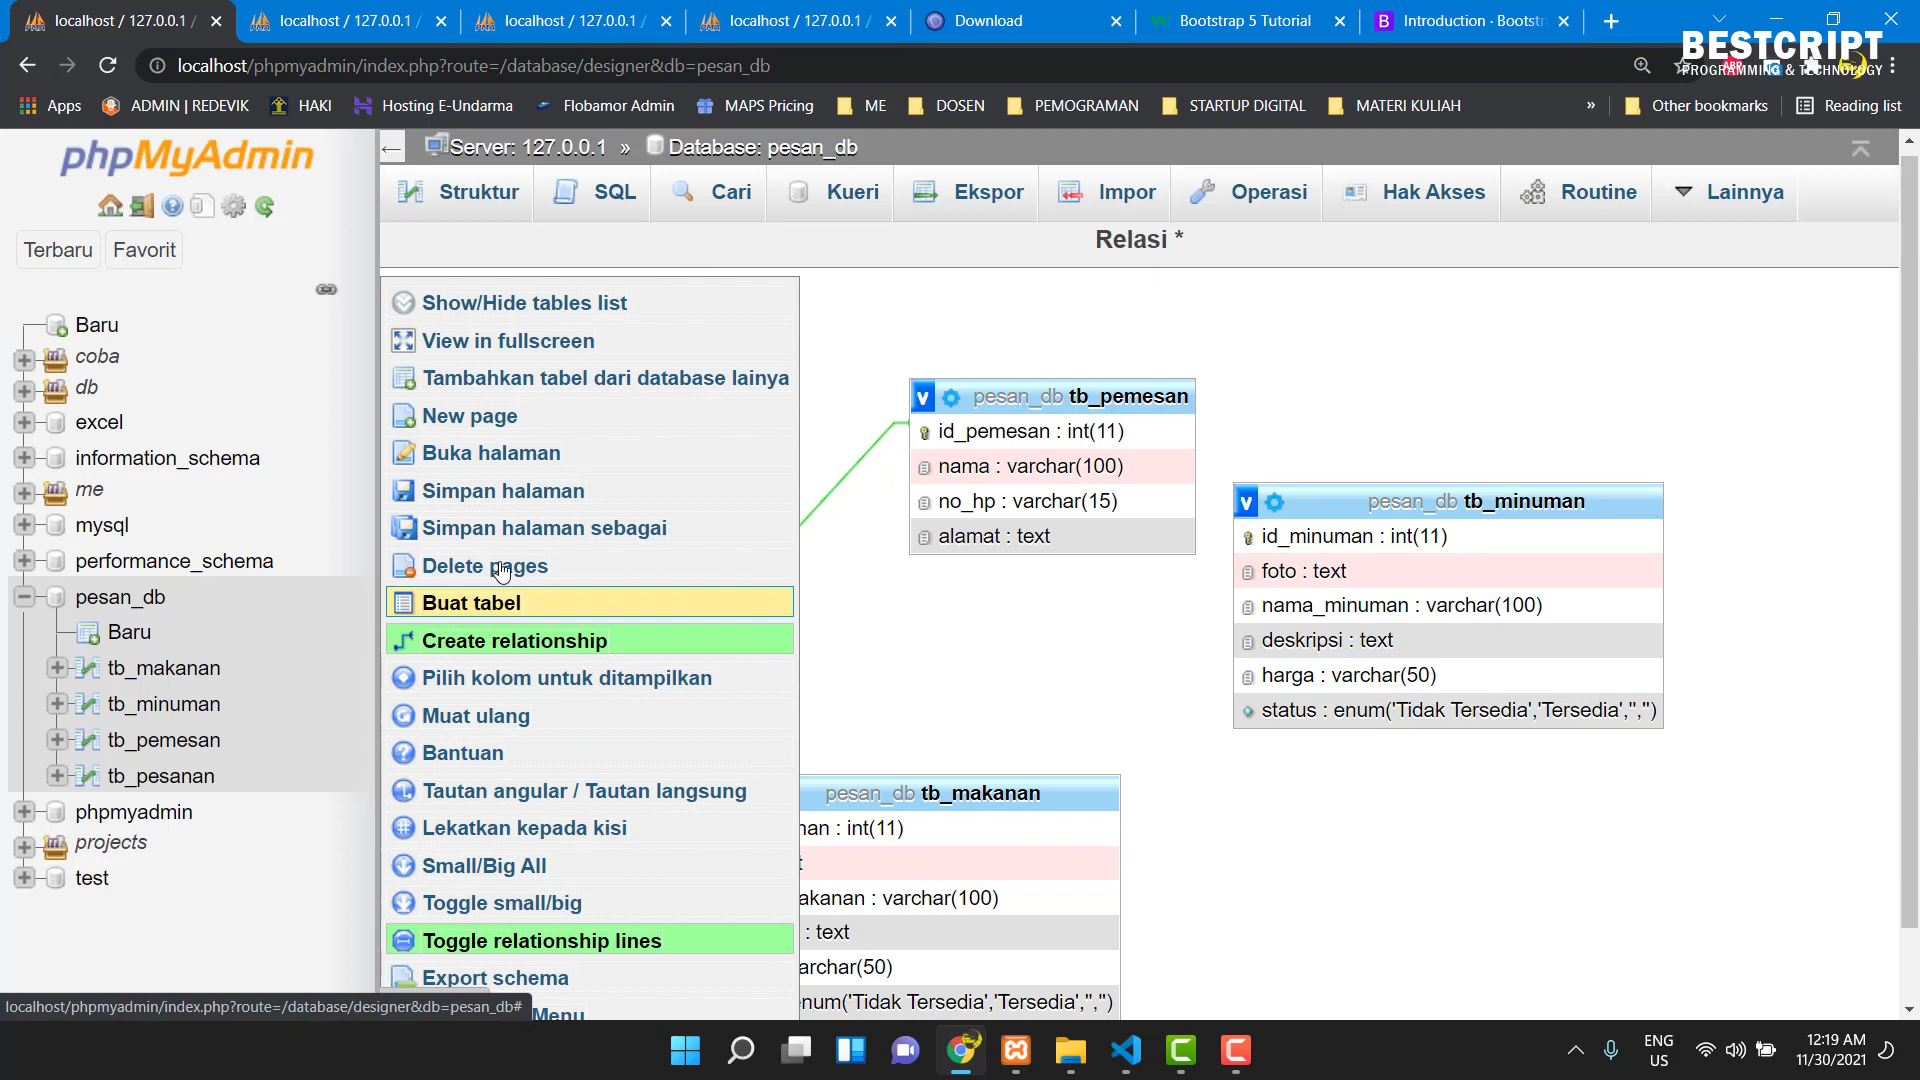 localhost / 127.0.0.1 /
localhost / 127.0.0.1 /
localhost / 127.0.0.1 /
localhost / 127.0.0.1 /
Download
Bootstrap 5 Tutorial
Introduction · Bootst
BESTCRIPT
PROGRAMMING & TECHNOLOGY
localhost/phpmyadmin/index.php?route=/database/designer&db=pesan_db
Apps
ADMIN | REDEVIK
HAKI
Hosting E-Undarma
Flobamor Admin
MAPS Pricing
ME
DOSEN
PEMOGRAMAN
STARTUP DIGITAL
MATERI KULIAH
»
Other bookmarks
Reading list
phpMyAdmin
Terbaru
Favorit
Baru
coba
db
excel
information_schema
me
mysql
performance_schema
pesan_db
Baru
tb_makanan
tb_minuman
tb_pemesan
tb_pesanan
phpmyadmin
projects
test
Server: 127.0.0.1 » Database: pesan_db
Struktur
SQL
Cari
Kueri
Ekspor
Impor
Operasi
Hak Akses
Routine
Lainnya
Relasi *
Show/Hide tables list
View in fullscreen
Tambahkan tabel dari database lainya
New page
Buka halaman
Simpan halaman
Simpan halaman sebagai
Delete pages
Buat tabel
Create relationship
Pilih kolom untuk ditampilkan
Muat ulang
Bantuan
Tautan angular / Tautan langsung
Lekatkan kepada kisi
Small/Big All
Toggle small/big
Toggle relationship lines
Export schema
Menu
v pesan_db tb_pemesan
id_pemesan : int(11)
nama : varchar(100)
no_hp : varchar(15)
alamat : text
v pesan_db tb_minuman
id_minuman : int(11)
foto : text
nama_minuman : varchar(100)
deskripsi : text
harga : varchar(50)
status : enum('Tidak Tersedia','Tersedia','','')
pesan_db tb_makanan
nan : int(11)
t
akanan : varchar(100)
: text
archar(50)
enum('Tidak Tersedia','Tersedia','','')
localhost/phpmyadmin/index.php?route=/database/designer&db=pesan_db#
ENG
US
12:19 AM
11/30/2021